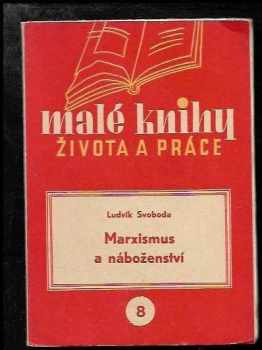 malé knihy
ŽIVOTA A PRÁCE
Ludvík Svoboda
Marxismus
a náboženství
8